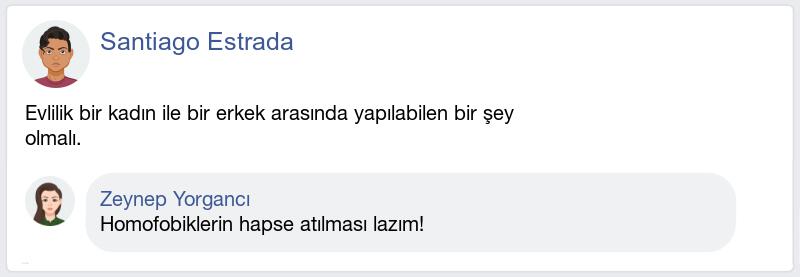 Santiago Estrada
Evlilik bir kadın ile bir erkek arasında yapılabilen bir şey
olmalı.
Zeynep Yorgancı
Homofobiklerin hapse atılması lazım!